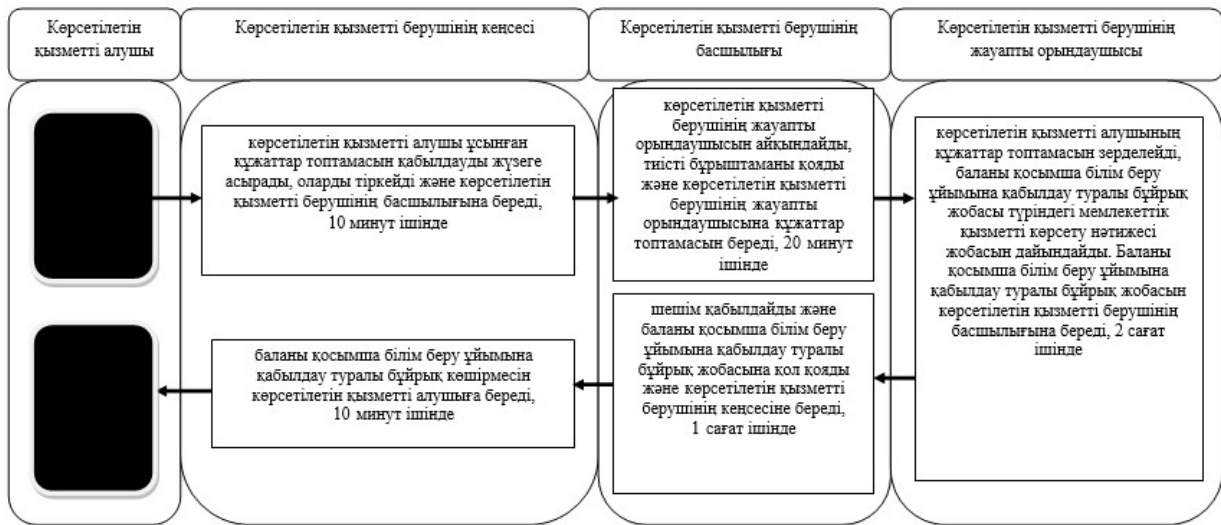 Көрсетілетін
қызметті алушы
Көрсетілетін қызметті берушінің кеңсесі
Көрсетілетін қызметті берушінің
басшылығы
Көрсетілетін қызметті берушінің
жауапты орындаушысы
көрсетілетін қызметті алушы ұсынған
құжаттар топтамасын қабылдауды жүзеге
асырады, оларды тіркейді және көрсетілетін
қызметті берушінің басшылығына береді,
10 минут ішінде
көрсетілетін қызметті
берушінің жауапты
орындаушысын айқындайды,
тиісті бұрыштаманы қояды
және көрсетілетін қызметті
берушінің жауапты
орындаушысына құжаттар
топтамасын береді, 20 минут
ішінде
көрсетілетін қызметті алушының
құжаттар топтамасын зерделейді,
баланы қосымша білім беру
ұйымына қабылдау туралы бұйрық
жобасы түріндегі мемлекеттік
қызметті көрсету нәтижесі
жобасын дайындайды. Баланы
қосымша білім беру ұйымына
қабылдау туралы бұйрық жобасын
көрсетілетін қызметті берушінің
басшылығына береді, 2 сағат
ішінде
шешім қабылдайды және
баланы қосымша білім беру
ұйымына қабылдау туралы
бұйрық жобасына қол қояды
және көрсетілетін қызметті
берушінің кеңсесіне береді,
1 сағат ішінде
баланы қосымша білім беру ұйымына
қабылдау туралы бұйрық көшірмесін
көрсетілетін қызметті алушыға береді,
10 минут ішінде